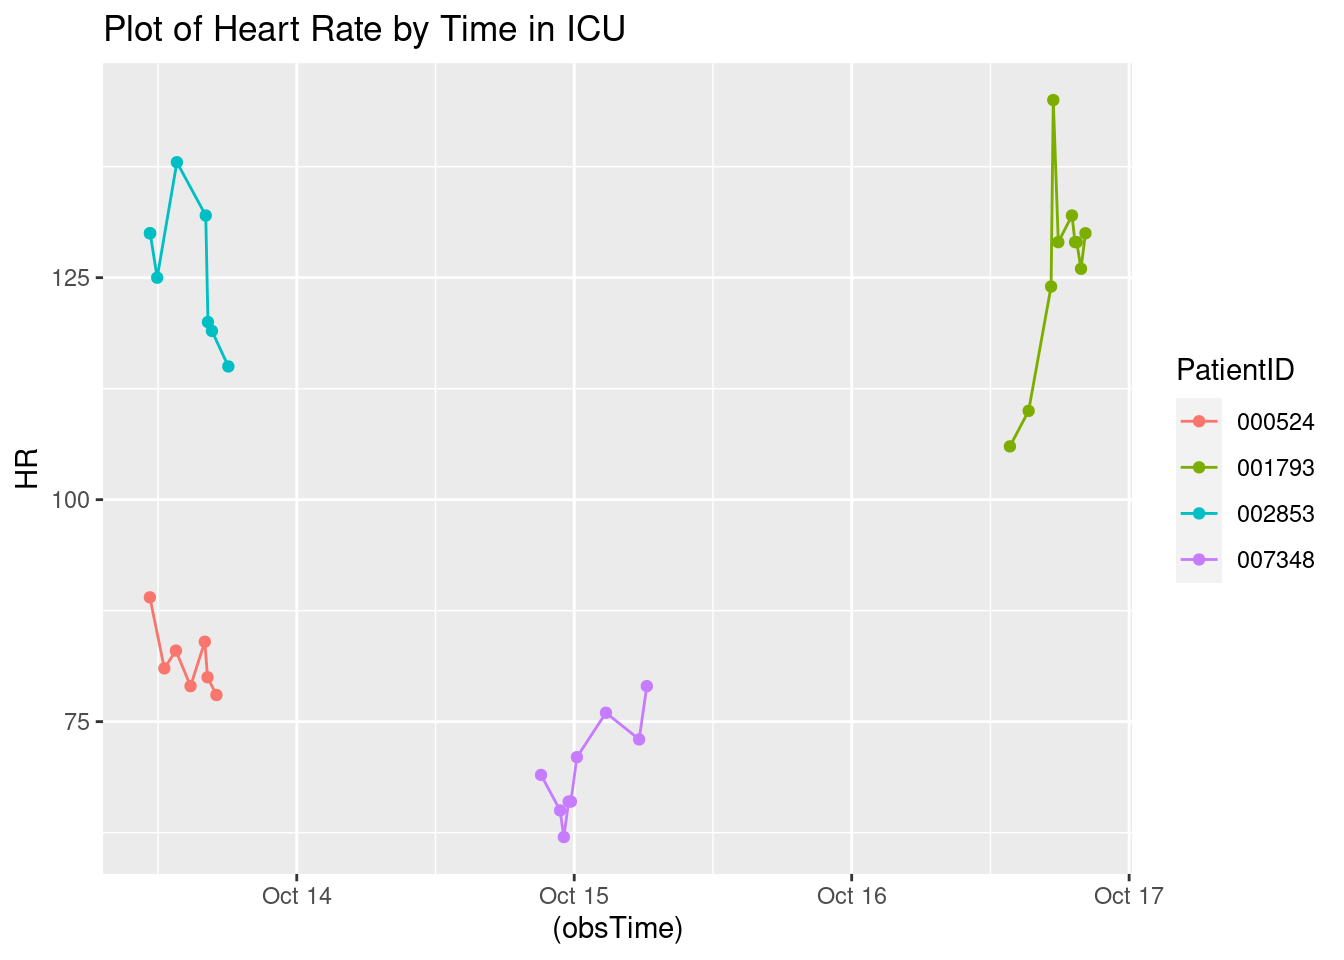 Plot of Heart Rate by Time in ICU
HR
125
100
75
Oct 14
Oct 15
Oct 16
Oct 17
(obsTime)
PatientID
000524
001793
002853
007348